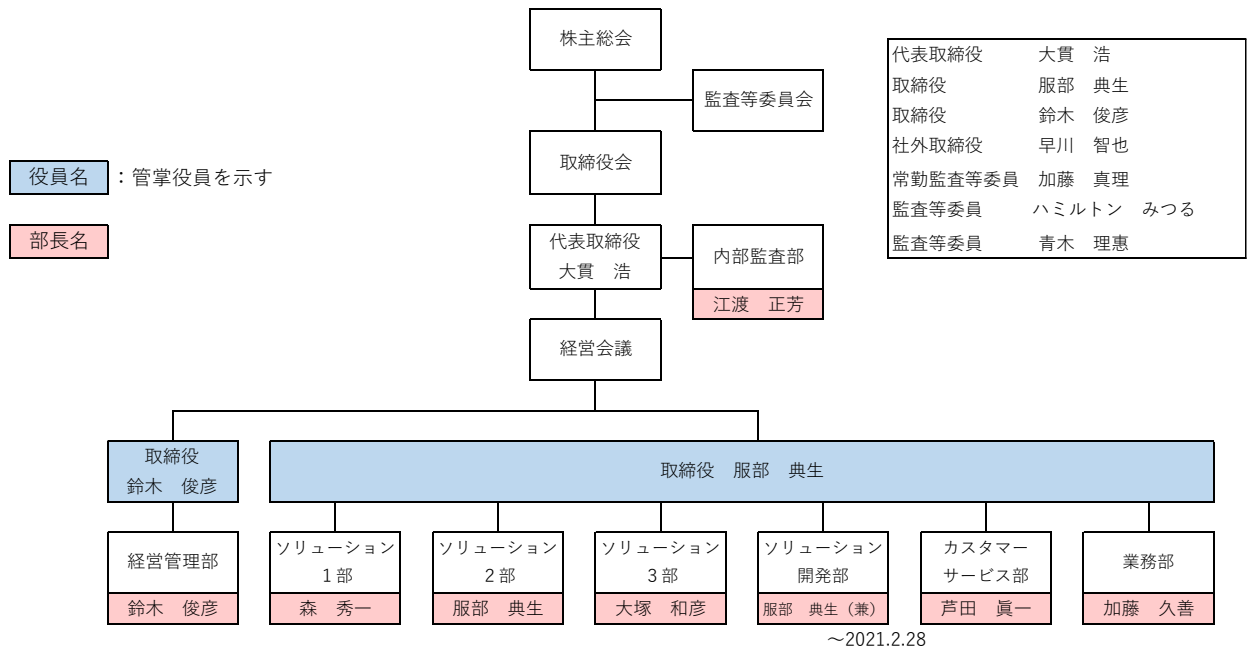 株主総会
監査等委員会
取締役会
代表取締役
大貫　浩
内部監査部
江渡　正芳
経営会議
役員名　：管掌役員を示す
部長名
代表取締役　大貫　浩
取締役　服部　典生
取締役　鈴木　俊彦
社外取締役　早川　智也
常勤監査等委員　加藤　真理
監査等委員　ハミルトン　みつる
監査等委員　青木　理惠
取締役
鈴木　俊彦
取締役　服部　典生
経営管理部
鈴木　俊彦
ソリューション
1部
森　秀一
ソリューション
2部
服部　典生
ソリューション
3部
大塚　和彦
ソリューション
開発部
服部　典生（兼）
～2021.2.28
カスタマー
サービス部
芦田　眞一
業務部
加藤　久善